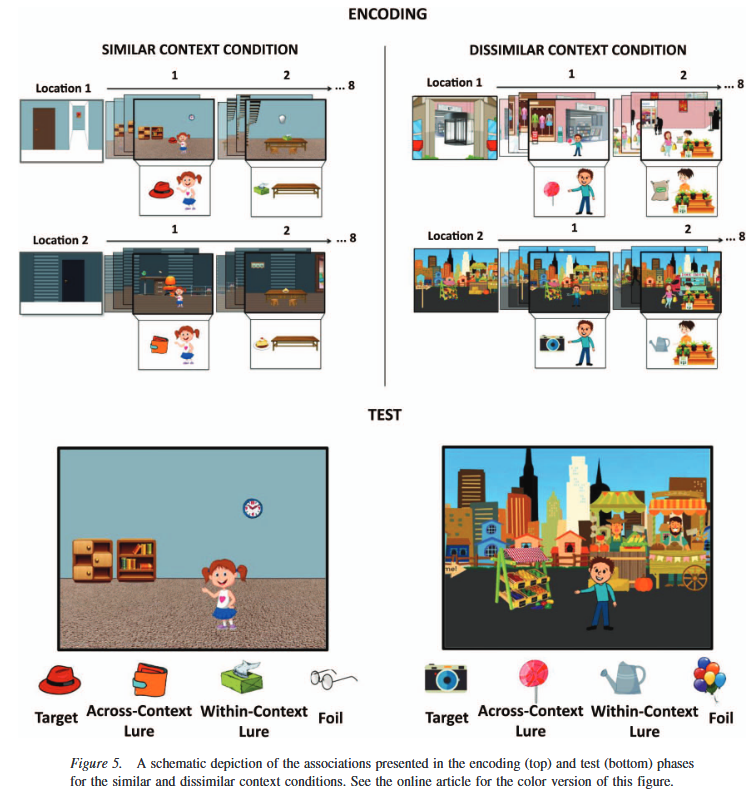 ENCODING
SIMILAR CONTEXT CONDITION
Location 1
1
2
... 8
Location 2
1
2
... 8
DISSIMILAR CONTEXT CONDITION
Location 1
1
2
... 8
Location 2
1
2
... 8
TEST
Target
Across-Context
Lure
Within-Context
Lure
Foil
me!
Target
Across-Context
Lure
Within-Context
Lure
Foil
Figure 5. A schematic depiction of the associations presented in the encoding (top) and test (bottom) phases
for the similar and dissimilar context conditions. See the online article for the color version of this figure.